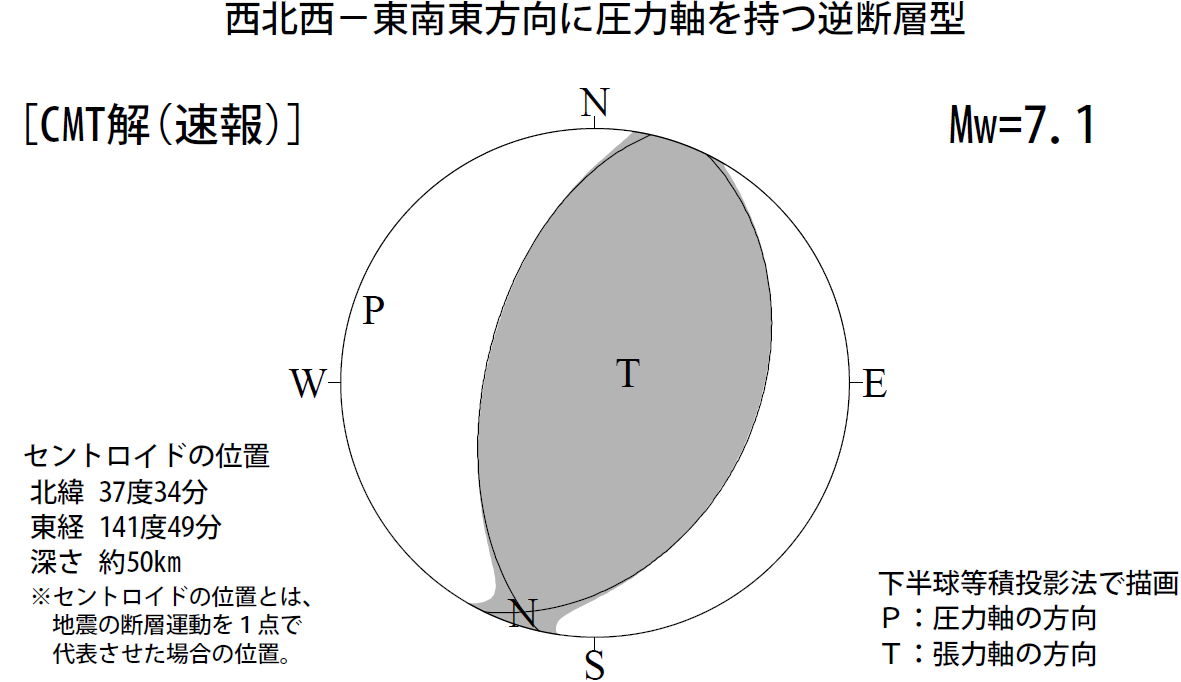 西北西－東南東方向に圧力軸を持つ逆断層型
[CMT解(速報)]
Mw=7.1
N
P
T
W
E
N
S
セントロイドの位置
北緯 37度34分
東経 141度49分
深さ 約50km
※セントロイドの位置とは、
地震の断層運動を１点で
代表させた場合の位置。
下半球等積投影法で描画
Ｐ：圧力軸の方向
Ｔ：張力軸の方向